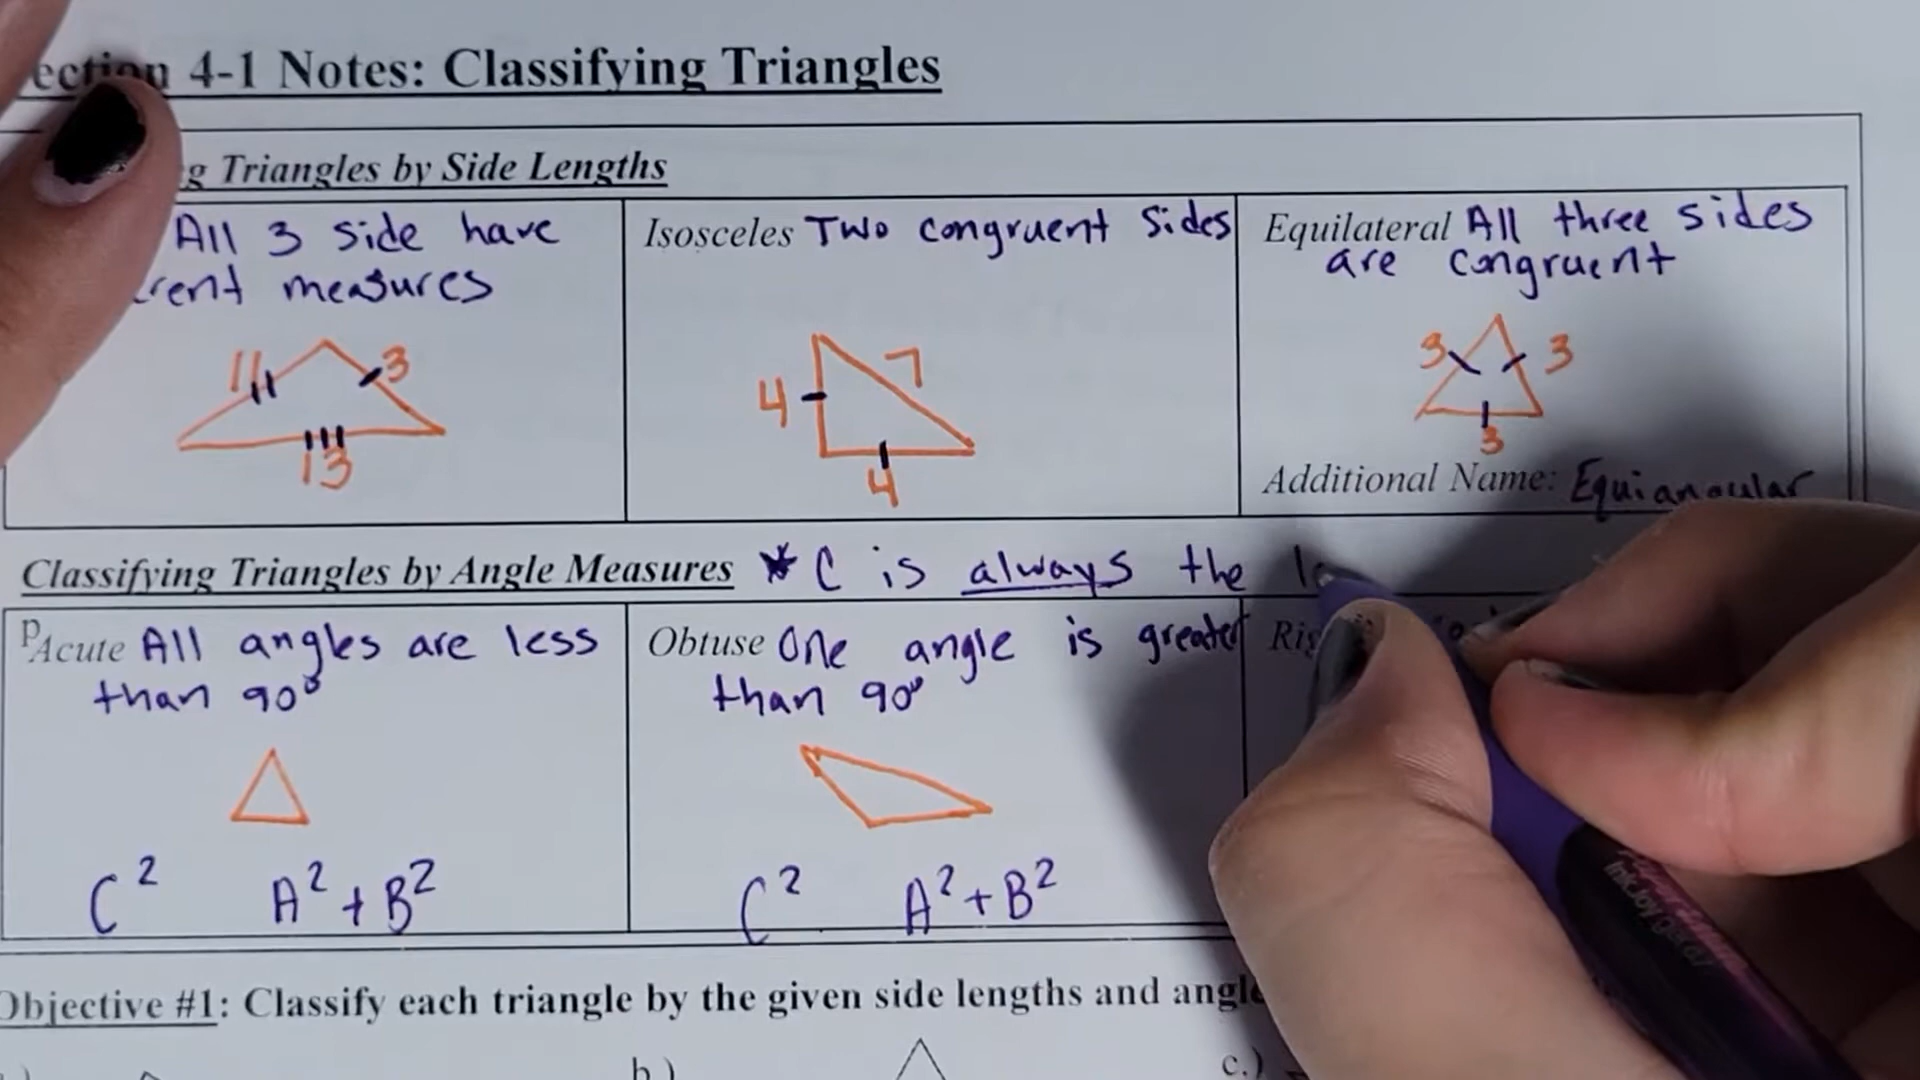 ection 4-1 Notes: Classifying Triangles
g Triangles by Side Lengths
All 3 side have
rent measures
11
3
13
Isosceles Two congruent Sides
4
7
4
Equilateral All three sides
are congruent
3
3
3
Additional Name: Equiangular
Classifying Triangles by Angle Measures * C is always the
Acute All angles are less
than 90°
C² A² + B²
Obtuse One angle is greater
than 90°
C² A² + B²
Objective #1: Classify each triangle by the given side lengths and angle
b.)
c.)
InkJoy gel